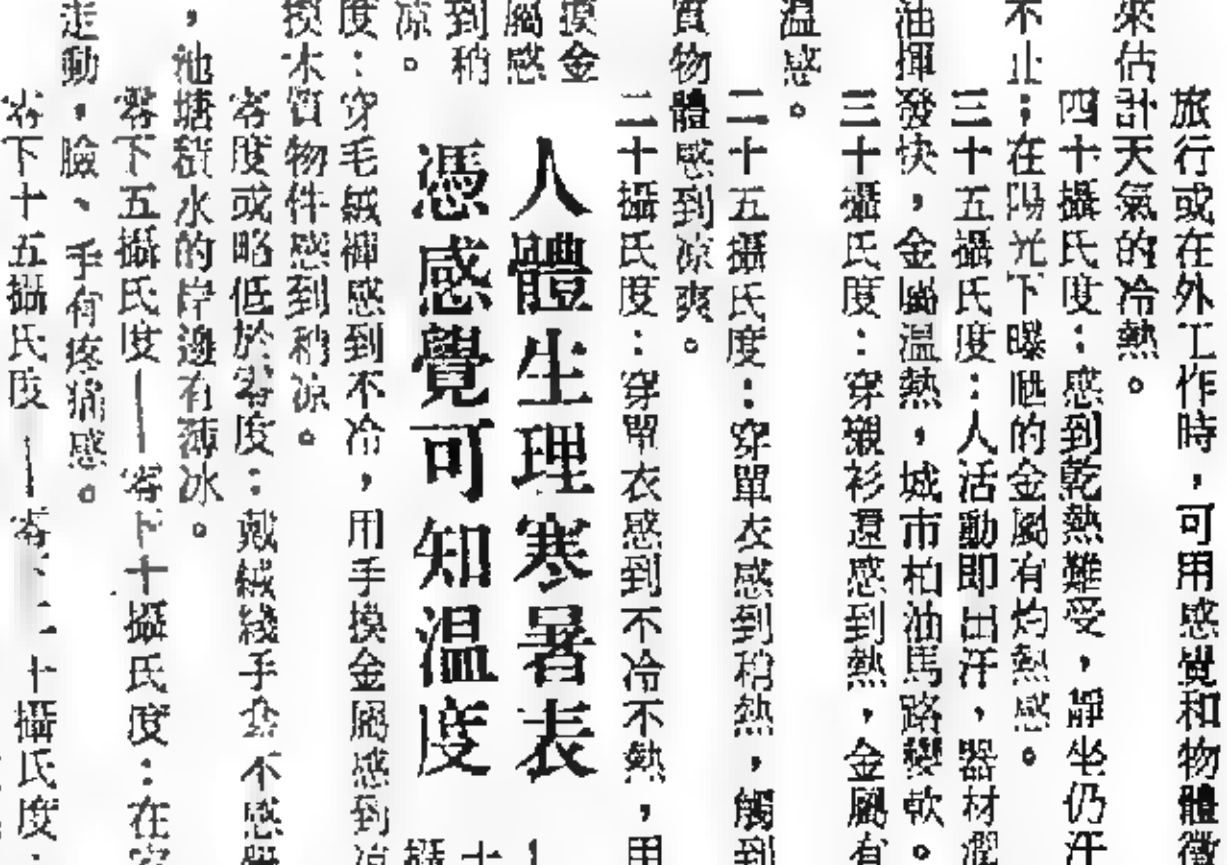 旅行或在外工作時，可用感覺和物體徵
來估計天氣的冷熱。
四十攝氏度：感到乾熱難受，靜坐仍汗
不止；在陽光下曝晒的金屬有灼熱感。
三十五攝氏度：人活動即出汗，器材潤
油揮發快，金屬溫熱，城市柏油馬路變軟。
三十攝氏度：穿襯衫還感到熱，金屬有
溫感。
二十五攝氏度：穿單衣感到稍熱，觸到
質物體感到凉爽。
二十攝氏度：穿單衣感到不冷不熱，用
摸金
屬感
到稍
凉。
人體生理寒暑表
憑感覺可知溫度
十
攝
度：穿毛絨褲感到不冷，用手摸金屬感到凉
摸木質物件感到稍凉。
零度或略低於零度：戴絨綫手套不感覺
，池塘積水的岸邊有薄冰。
零下五攝氏度——零下十攝氏度：在室
走動，臉、手有疼痛感。
零下十五攝氏度——零下二十攝氏度：